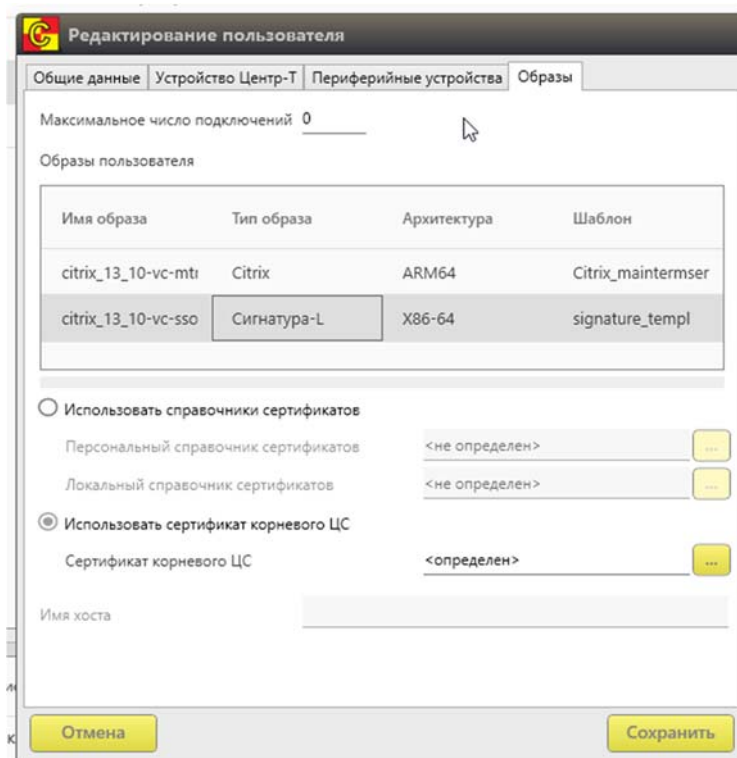 Редактирование пользователя
Общие данные Устройство Центр-Т Периферийные устройства Образы
Максимальное число подключений 0
Образы пользователя
Имя образа Тип образа Архитектура Шаблон
citrix_13_10-vc-mtr Citrix ARM64 Citrix_maintermser
citrix_13_10-vc-sso Сигнатура-L X86-64 signature_templ
Использовать справочники сертификатов
Персональный справочник сертификатов <не определен> ...
Локальный справочник сертификатов <не определен> ...
Использовать сертификат корневого ЦС
Сертификат корневого ЦС <определен> ...
Имя хоста
Отмена Сохранить